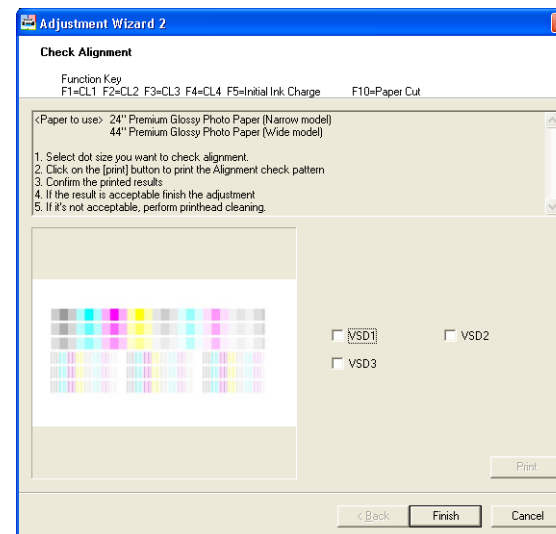 Adjustment Wizard 2
Check Alignment
Function Key
F1=CL1 F2=CL2 F3=CL3 F4=CL4 F5=Initial Ink Charge F10=Paper Cut
<Paper to use> 24" Premium Glossy Photo Paper (Narrow model)
44" Premium Glossy Photo Paper (Wide model)
1. Select dot size you want to check alignment.
2. Click on the [print] button to print the Alignment check pattern
3. Confirm the printed results
4. If the result is acceptable finish the adjustment
5. If it's not acceptable, perform printhead cleaning.
VSD1 VSD2
VSD3
Print
< Back Finish Cancel